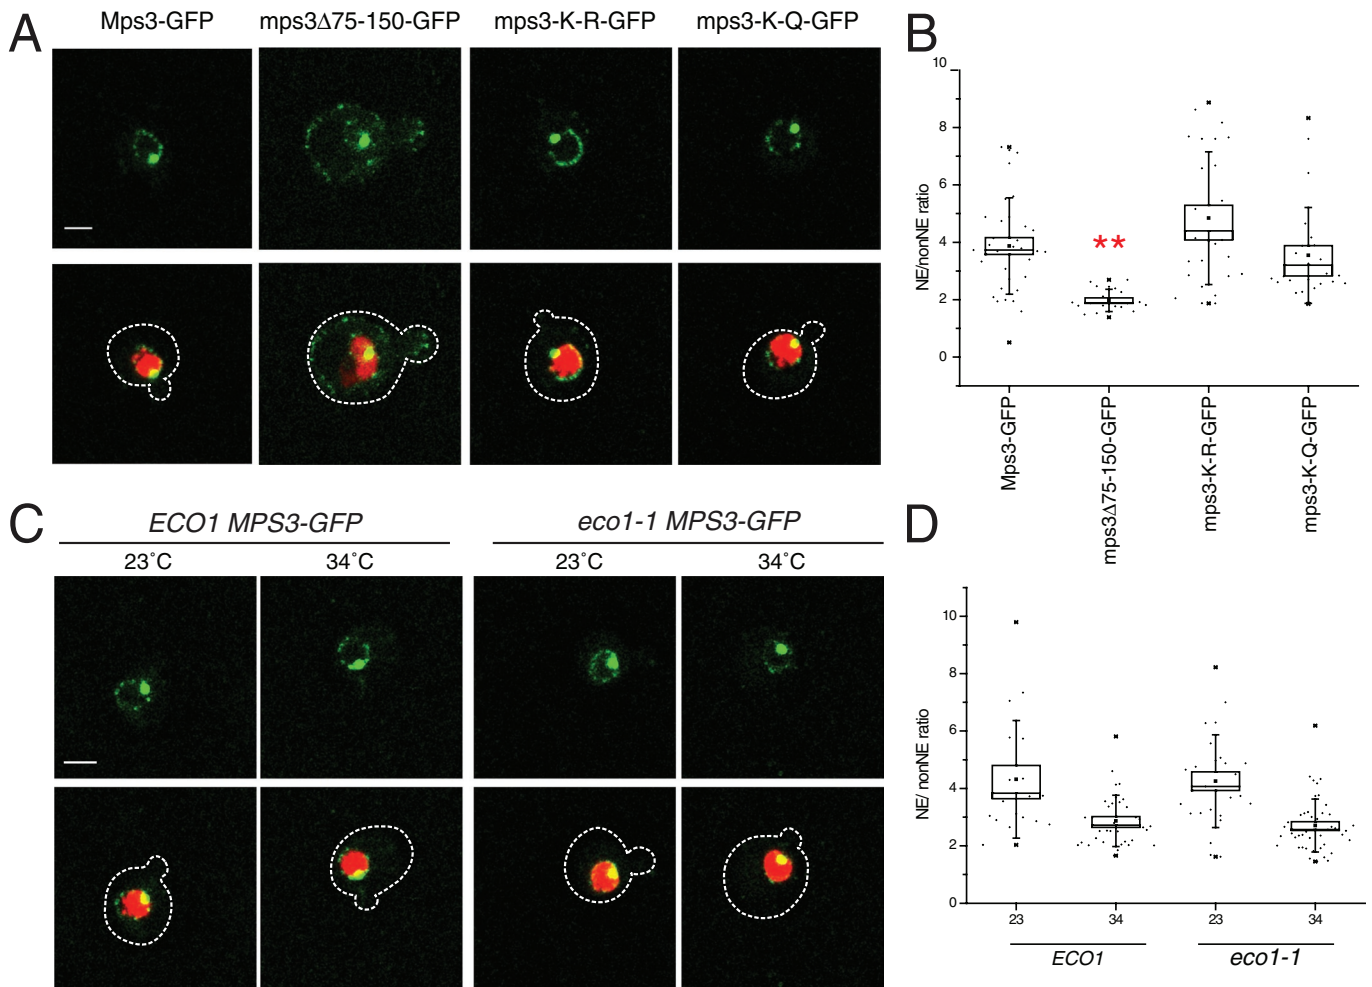 A
Mps3-GFP mps3Δ75-150-GFP mps3-K-R-GFP mps3-K-Q-GFP
B
10
8
6
4
2
0
NE/nonNE ratio
**
Mps3-GFP
mps3Δ75-150-GFP
mps3-K-R-GFP
mps3-K-Q-GFP
C
ECO1 MPS3-GFP eco1-1 MPS3-GFP
23˚C 34˚C 23˚C 34˚C
D
10
8
6
4
2
0
NE/ nonNE ratio
23 34 23 34
ECO1 eco1-1